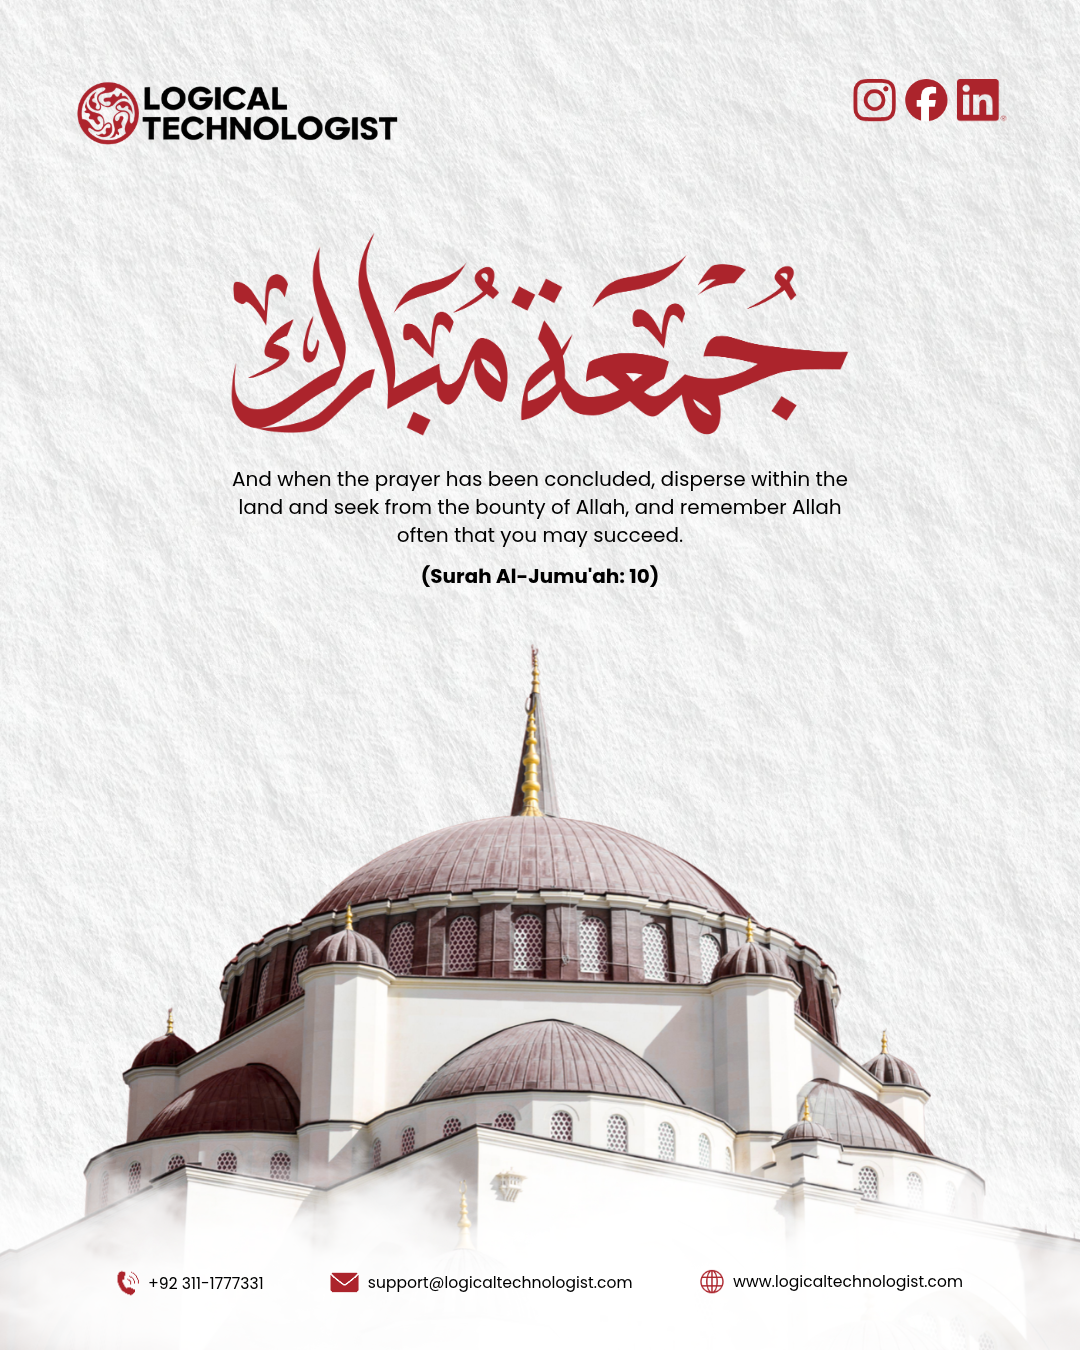 LOGICAL
TECHNOLOGIST
in
جُمْعَة مُبَارك
And when the prayer has been concluded, disperse within the
land and seek from the bounty of Allah, and remember Allah
often that you may succeed.
(Surah Al-Jumu'ah: 10)
+92 311-1777331
support@logicaltechnologist.com
www.logicaltechnologist.com